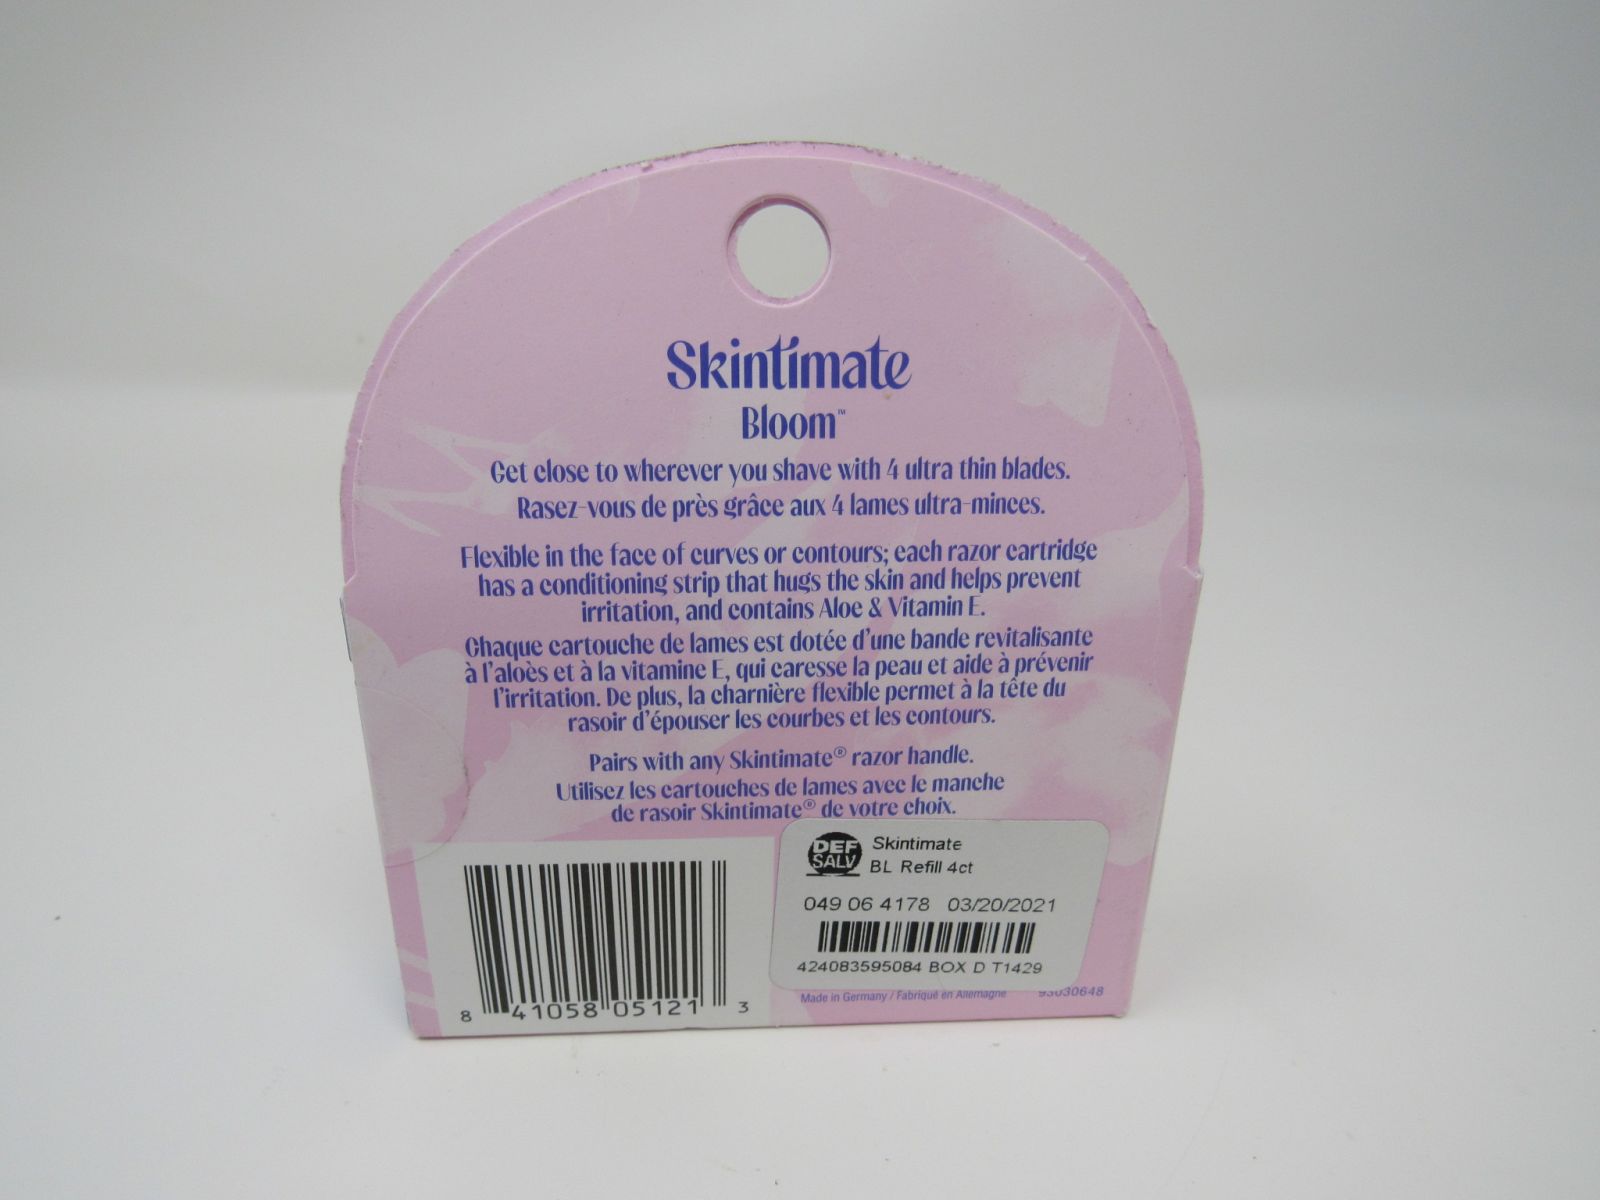 Skintimate
Bloom™
Get close to wherever you shave with 4 ultra thin blades.
Rasez-vous de près grâce aux 4 lames ultra-minces.
Flexible in the face of curves or contours; each razor cartridge
has a conditioning strip that hugs the skin and helps prevent
irritation, and contains Aloe & Vitamin E.
Chaque cartouche de lames est dotée d'une bande revitalisante
à l'aloès et à la vitamine E, qui caresse la peau et aide à prévenir
l'irritation. De plus, la charnière flexible permet à la tête du
rasoir d'épouser les courbes et les contours.
Pairs with any Skintimate® razor handle.
Utilisez les cartouches de lames avec le manche
de rasoir Skintimate® de votre choix.
DEF
SALV
Skintimate
BL Refill 4ct
049 06 4178 03/20/2021
424083595084 BOX D T1429
Made in Germany / Fabriqué en Allemagne 93030648
8 41058 05121 3